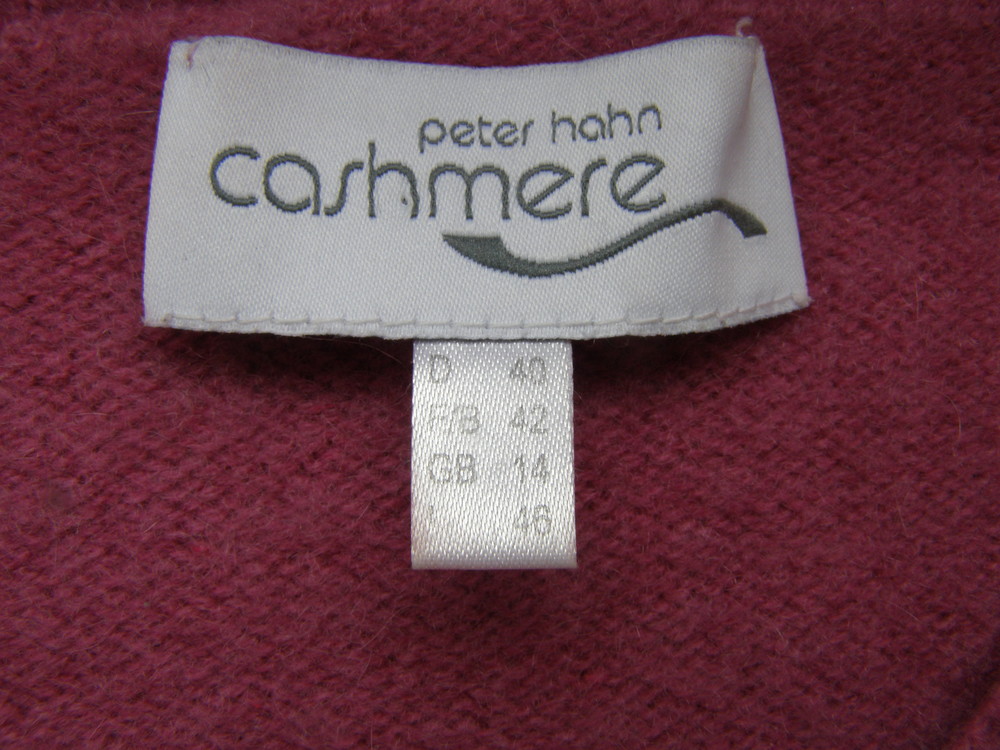 peter hahn
cashmere
D 40
F/B 42
GB 14
I 46